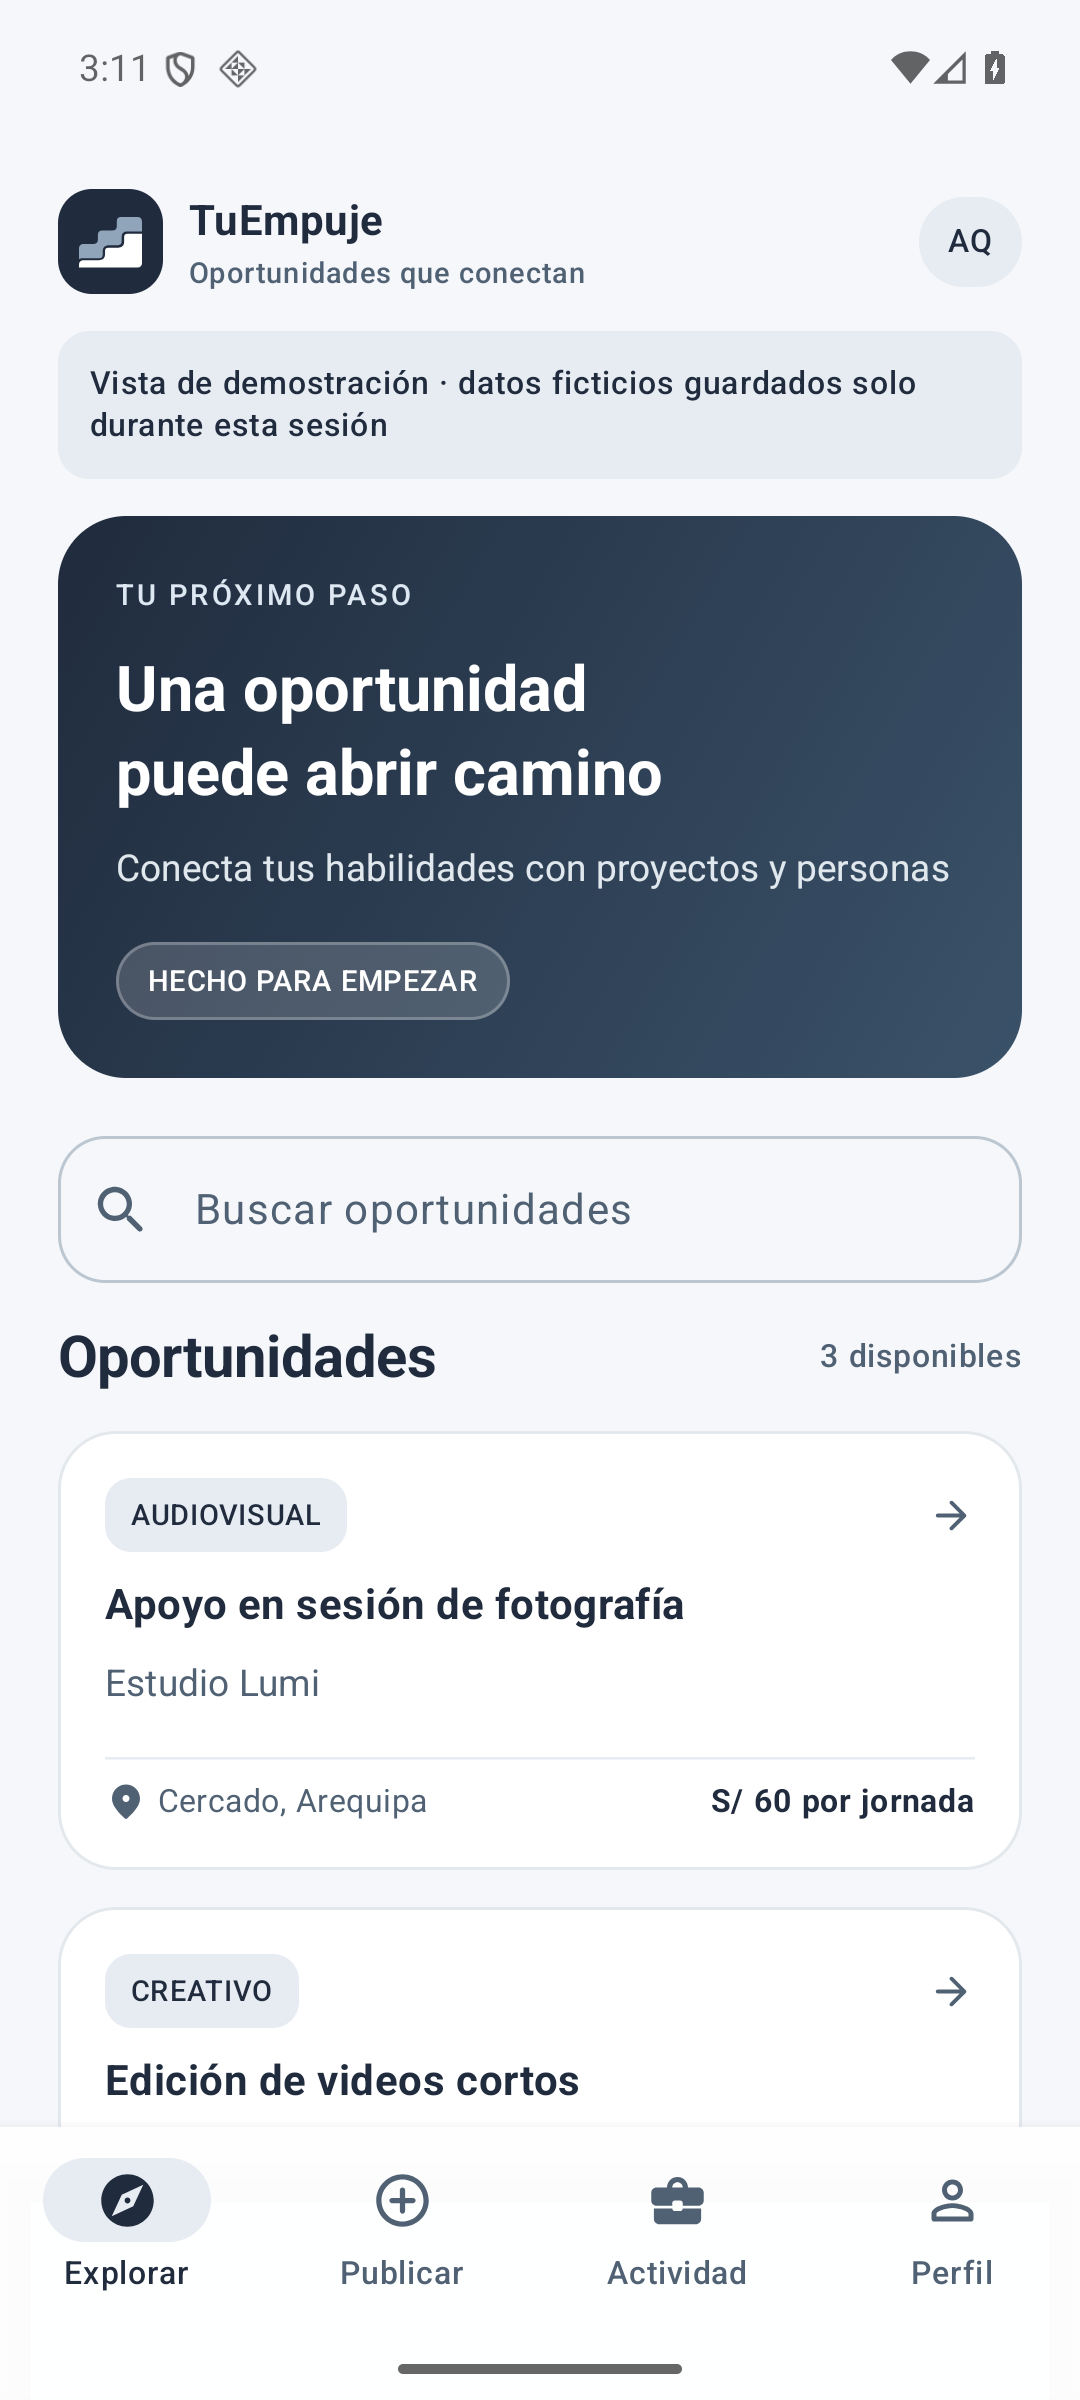 3:11
TuEmpuje
Oportunidades que conectan
AQ
Vista de demostración · datos ficticios guardados solo
durante esta sesión
TU PRÓXIMO PASO
Una oportunidad
puede abrir camino
Conecta tus habilidades con proyectos y personas
HECHO PARA EMPEZAR
Buscar oportunidades
Oportunidades
3 disponibles
AUDIOVISUAL
Apoyo en sesión de fotografía
Estudio Lumi
Cercado, Arequipa
S/ 60 por jornada
CREATIVO
Edición de videos cortos
Explorar
Publicar
Actividad
Perfil